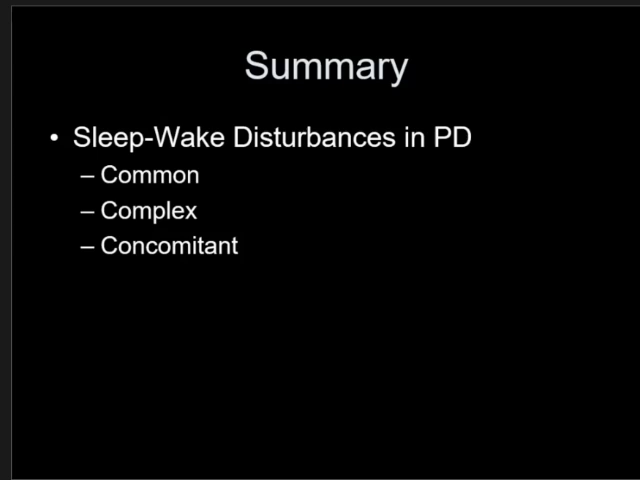 Summary
• Sleep-Wake Disturbances in PD
– Common
– Complex
– Concomitant